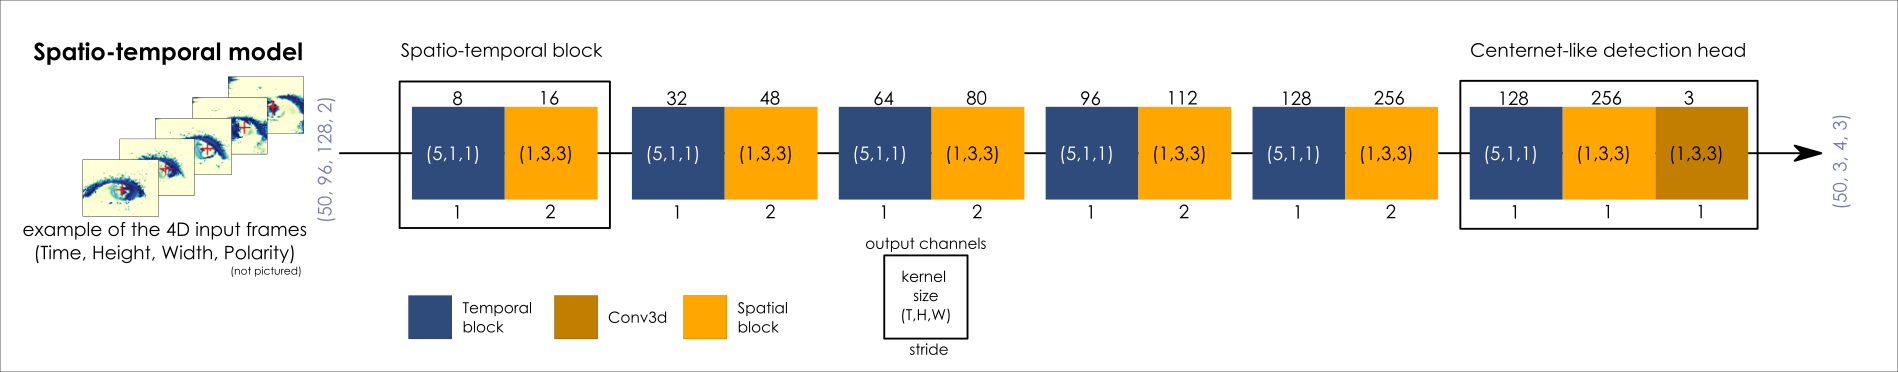 Spatio-temporal model
example of the 4D input frames
(Time, Height, Width, Polarity)
(not pictured)
(50, 96, 128, 2)
Spatio-temporal block
8 16
(5,1,1) (1,3,3)
1 2
32 48
(5,1,1) (1,3,3)
1 2
64 80
(5,1,1) (1,3,3)
1 2
96 112
(5,1,1) (1,3,3)
1 2
128 256
(5,1,1) (1,3,3)
1 2
Centernet-like detection head
128 256 3
(5,1,1) (1,3,3) (1,3,3)
1 1 1
(50, 3, 4, 3)
Temporal
block
Conv3d
Spatial
block
output channels
kernel
size
(T,H,W)
stride